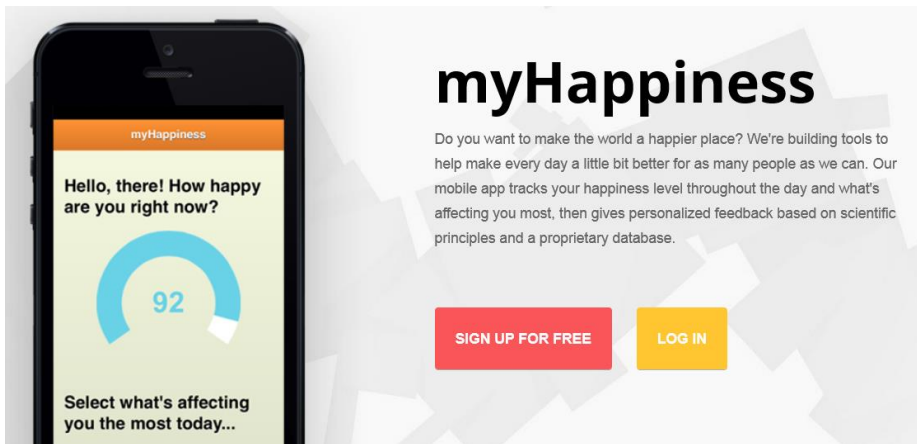 myHappiness
Hello, there! How happy
are you right now?
92
Select what's affecting
you the most today...
myHappiness
Do you want to make the world a happier place? We're building tools to
help make every day a little bit better for as many people as we can. Our
mobile app tracks your happiness level throughout the day and what's
affecting you most, then gives personalized feedback based on scientific
principles and a proprietary database.
SIGN UP FOR FREE
LOG IN